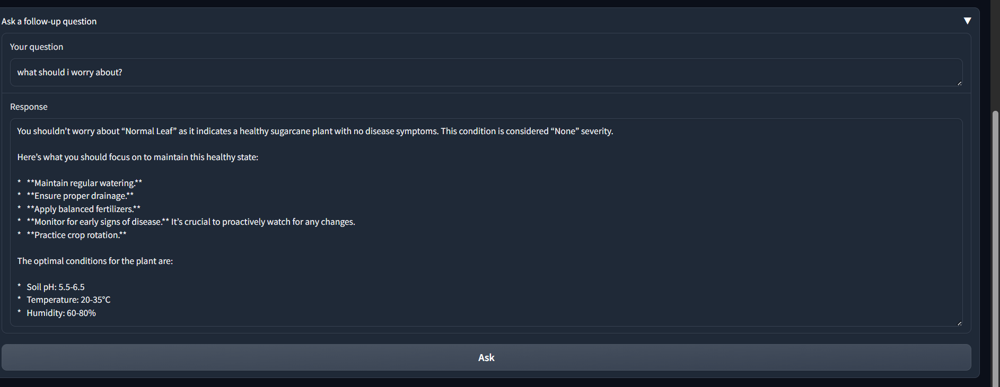 Ask a follow-up question
▼
Your question
what should i worry about?
Response
You shouldn’t worry about “Normal Leaf” as it indicates a healthy sugarcane plant with no disease symptoms. This condition is considered “None” severity.
Here’s what you should focus on to maintain this healthy state:
* **Maintain regular watering.**
* **Ensure proper drainage.**
* **Apply balanced fertilizers.**
* **Monitor for early signs of disease.** It’s crucial to proactively watch for any changes.
* **Practice crop rotation.**
The optimal conditions for the plant are:
* Soil pH: 5.5-6.5
* Temperature: 20-35°C
* Humidity: 60-80%
Ask